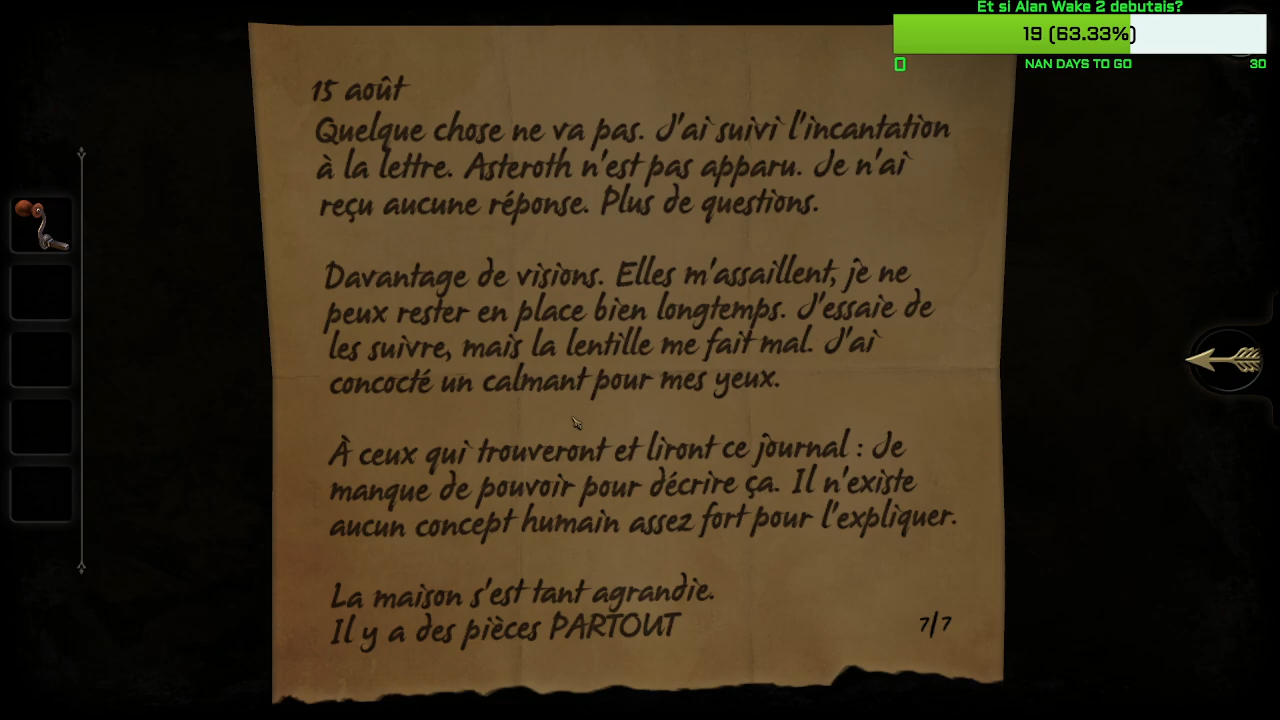 Et si Alan Wake 2 debutais?
19 (63.33%)
0 NAN DAYS TO GO 30
15 août
Quelque chose ne va pas. J'ai suivi l'incantation
à la lettre. Asteroth n'est pas apparu. Je n'ai
reçu aucune réponse. Plus de questions.
Davantage de visions. Elles m'assaillent, je ne
peux rester en place bien longtemps. J'essaie de
les suivre, mais la lentille me fait mal. J'ai
concocté un calmant pour mes yeux.
À ceux qui trouveront et liront ce journal : Je
manque de pouvoir pour décrire ça. Il n'existe
aucun concept humain assez fort pour l'expliquer.
La maison s'est tant agrandie.
Il y a des pièces PARTOUT
7/7